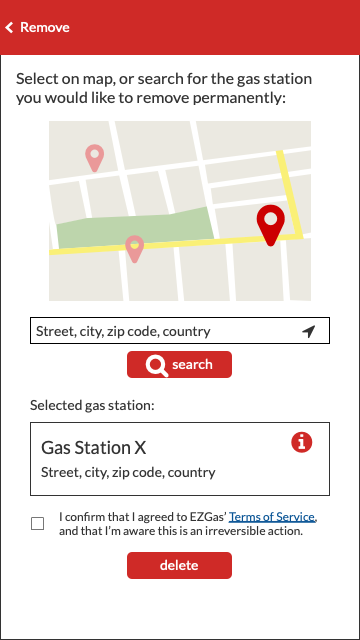 Remove
Select on map, or search for the gas station
you would like to remove permanently:
Street, city, zip code, country
search
Selected gas station:
Gas Station X
Street, city, zip code, country
I confirm that I agreed to EZGas' Terms of Service,
and that I'm aware this is an irreversible action.
delete